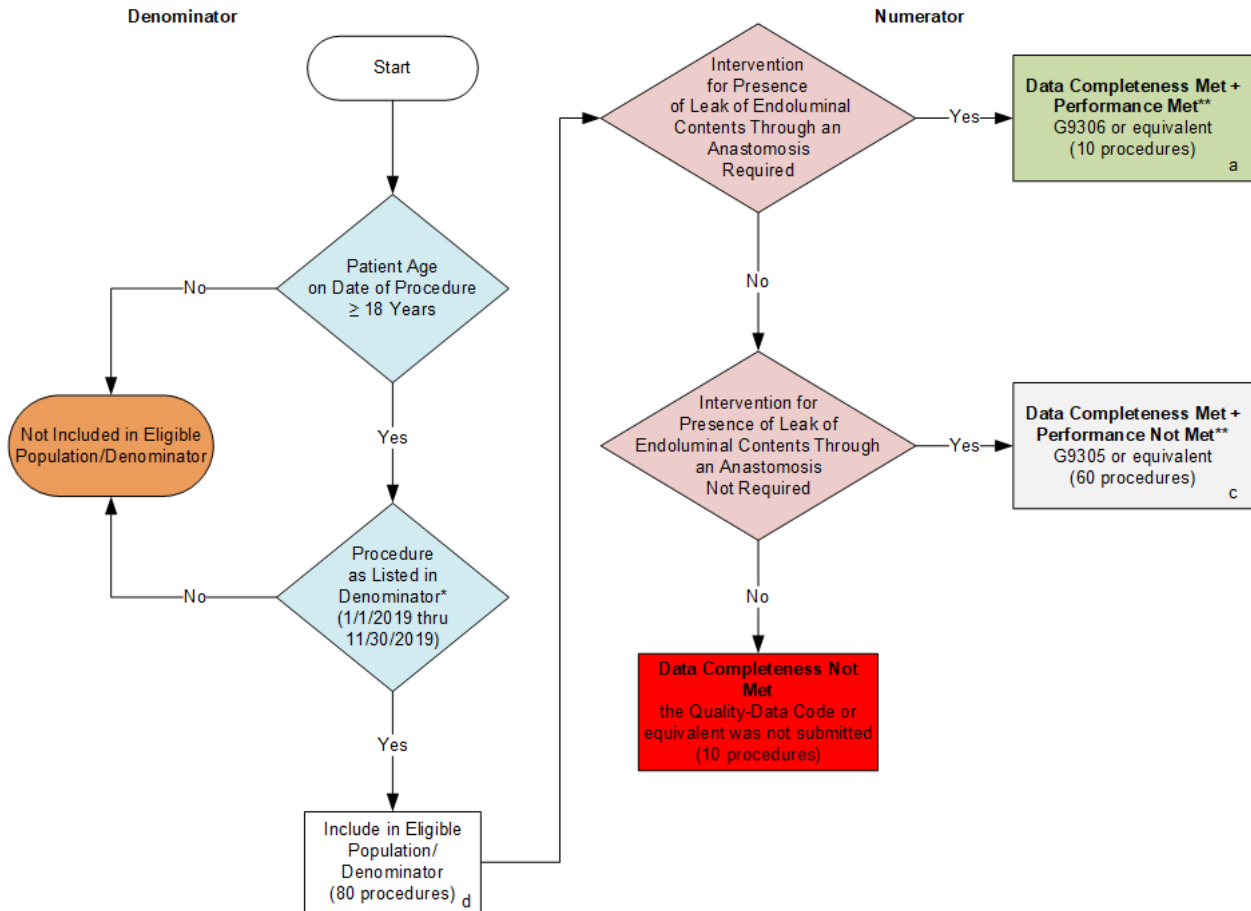 Denominator
Numerator
Start
Patient Age
on Date of Procedure
≥ 18 Years
No
Yes
Not Included in Eligible
Population/Denominator
Procedure
as Listed in
Denominator*
(1/1/2019 thru
11/30/2019)
No
Yes
Include in Eligible
Population/
Denominator
(80 procedures)
d
Intervention
for Presence
of Leak of Endoluminal
Contents Through an
Anastomosis
Required
Yes
Data Completeness Met +
Performance Met**
G9306 or equivalent
(10 procedures)
a
No
Intervention for
Presence of Leak of
Endoluminal Contents Through
an Anastomosis
Not Required
Yes
Data Completeness Met +
Performance Not Met**
G9305 or equivalent
(60 procedures)
c
No
Data Completeness Not
Met
the Quality-Data Code or
equivalent was not submitted
(10 procedures)